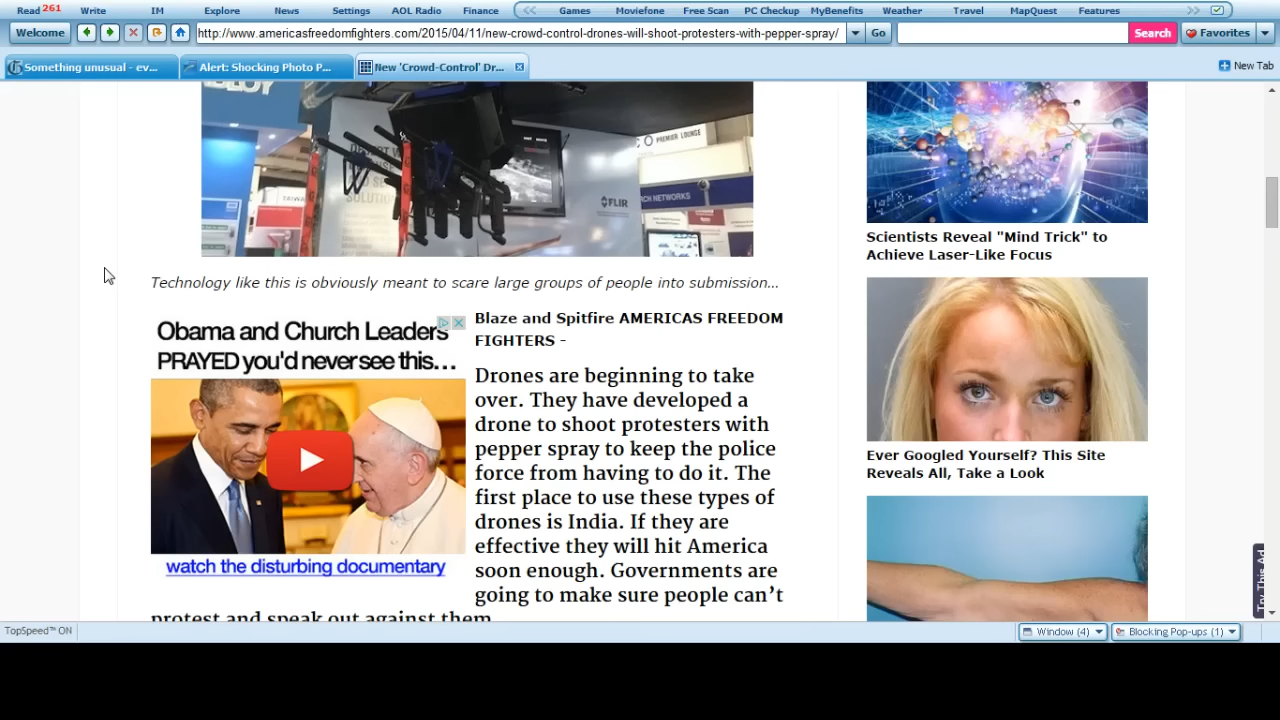 Read 261 Write IM Explore News Settings AOL Radio Finance Games Moviefone Free Scan PC Checkup MyBenefits Weather Travel MapQuest Features
Welcome http://www.americasfreedomfighters.com/2015/04/11/new-crowd-control-drones-will-shoot-protesters-with-pepper-spray/ Go Search Favorites
Something unusual - ev... Alert: Shocking Photo P... New 'Crowd-Control' Dr... New Tab
PREMIER LOUNGE
FLIR
Technology like this is obviously meant to scare large groups of people into submission...
Obama and Church Leaders
PRAYED you'd never see this...
watch the disturbing documentary
Blaze and Spitfire AMERICAS FREEDOM
FIGHTERS -
Drones are beginning to take
over. They have developed a
drone to shoot protesters with
pepper spray to keep the police
force from having to do it. The
first place to use these types of
drones is India. If they are
effective they will hit America
soon enough. Governments are
going to make sure people can't
protest and speak out against them
Scientists Reveal "Mind Trick" to
Achieve Laser-Like Focus
Ever Googled Yourself? This Site
Reveals All, Take a Look
Try This Ad
TopSpeed™ ON Window (4) Blocking Pop-ups (1)